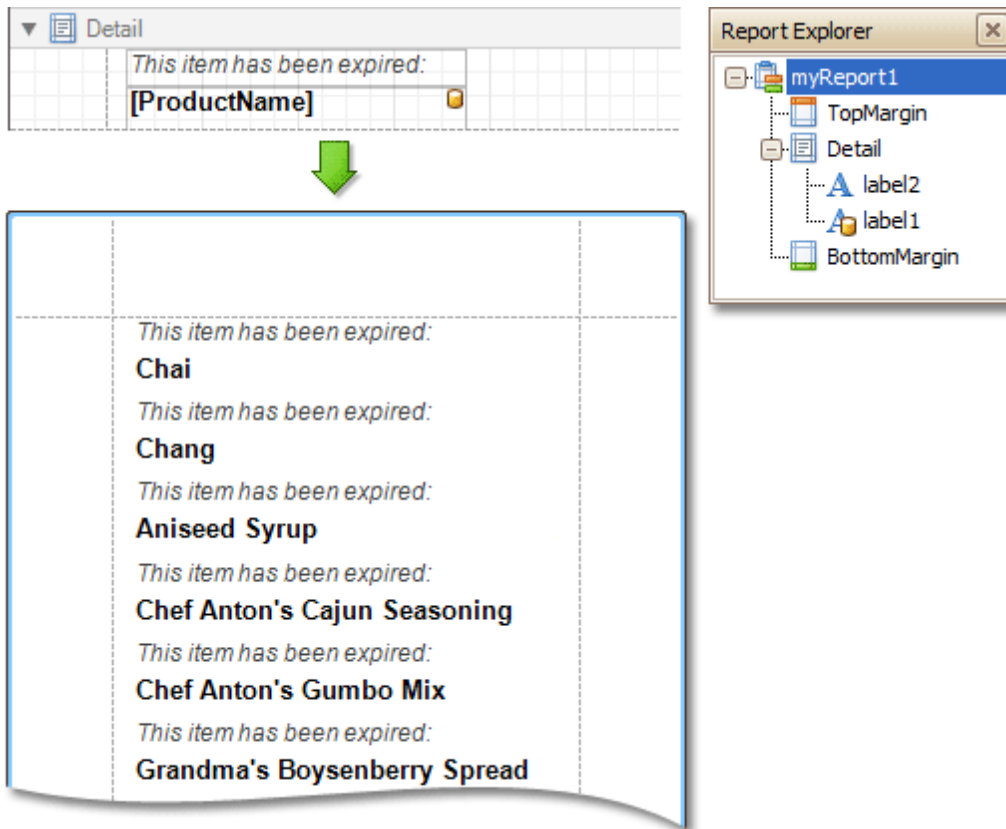 Detail
This item has been expired:
[ProductName]
This item has been expired:
Chai
This item has been expired:
Chang
This item has been expired:
Aniseed Syrup
This item has been expired:
Chef Anton's Cajun Seasoning
This item has been expired:
Chef Anton's Gumbo Mix
This item has been expired:
Grandma's Boysenberry Spread
Report Explorer
myReport1
TopMargin
Detail
label2
label1
BottomMargin